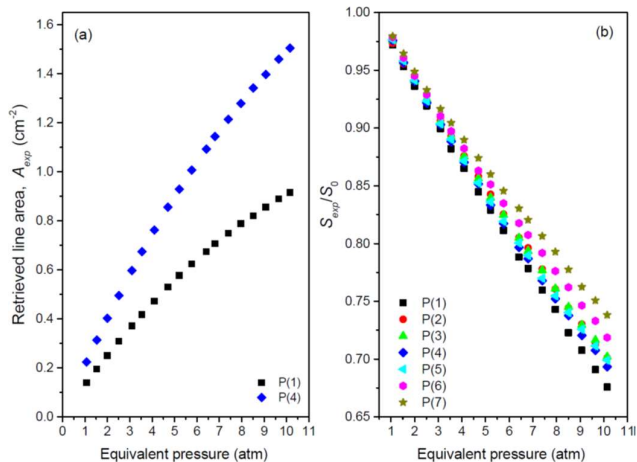 (a)
Retrieved line area, A_exp (cm⁻²)
1.6
1.4
1.2
1.0
0.8
0.6
0.4
0.2
0.0
P(1)
P(4)
0 1 2 3 4 5 6 7 8 9 10 11
Equivalent pressure (atm)
(b)
S_exp/S_0
1.00
0.95
0.90
0.85
0.80
0.75
0.70
0.65
P(1)
P(2)
P(3)
P(4)
P(5)
P(6)
P(7)
0 1 2 3 4 5 6 7 8 9 10 11
Equivalent pressure (atm)